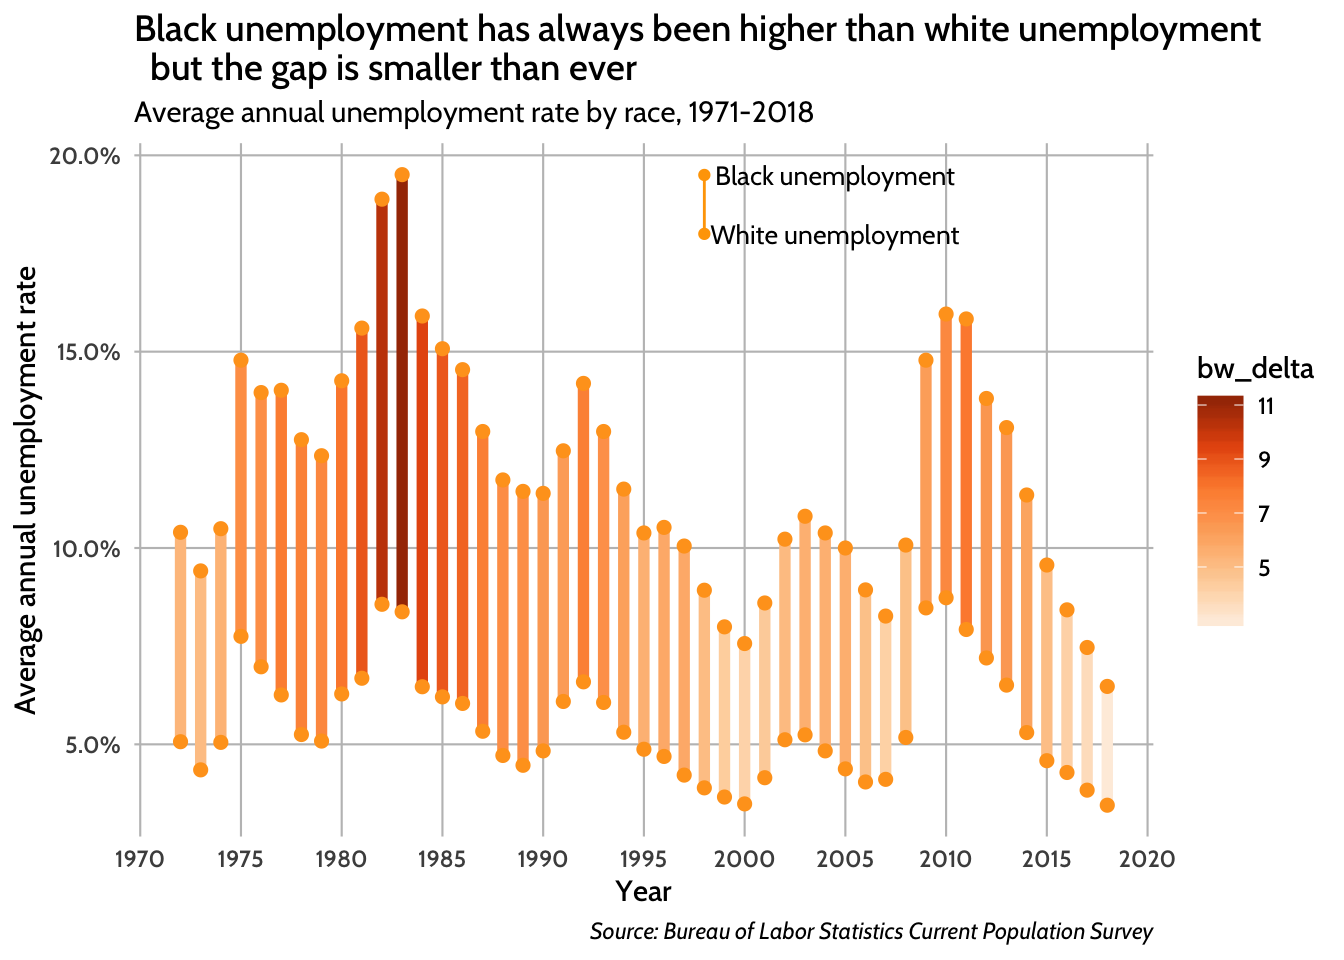 Black unemployment has always been higher than white unemployment
but the gap is smaller than ever
Average annual unemployment rate by race, 1971-2018
20.0%
15.0%
10.0%
5.0%
Average annual unemployment rate
Black unemployment
White unemployment
bw_delta
11
9
7
5
1970 1975 1980 1985 1990 1995 2000 2005 2010 2015 2020
Year
Source: Bureau of Labor Statistics Current Population Survey